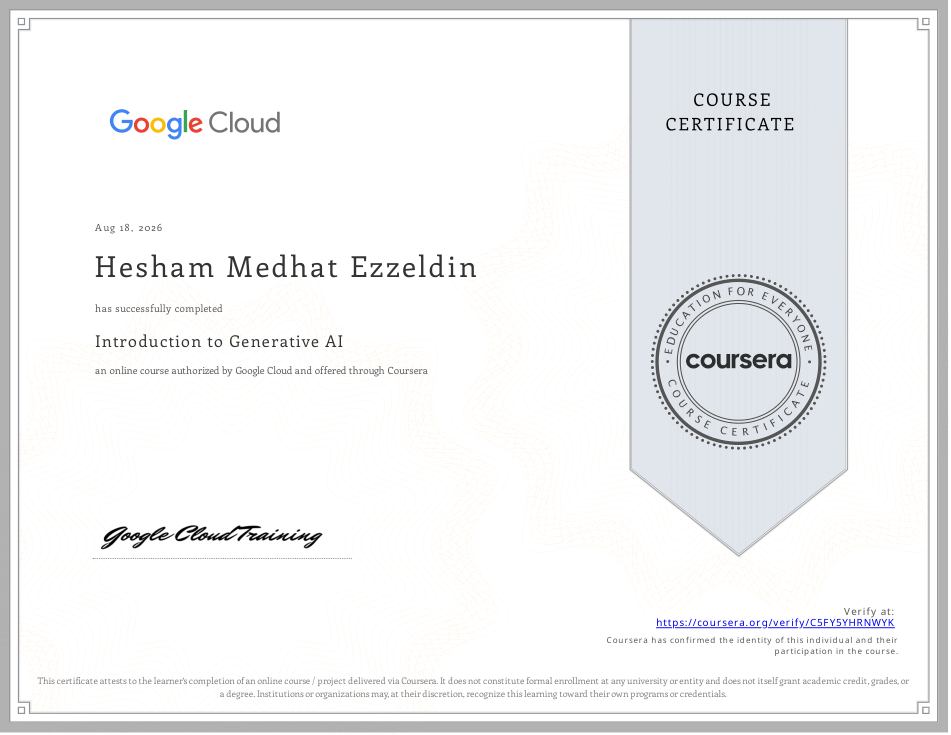 Google Cloud
COURSE
CERTIFICATE
Aug 18, 2026
Hesham Medhat Ezzeldin
has successfully completed
Introduction to Generative AI
an online course authorized by Google Cloud and offered through Coursera
EDUCATION FOR EVERYONE
coursera
COURSE CERTIFICATE
Google Cloud Training
Verify at:
https://coursera.org/verify/C5FY5YHRNWYK
Coursera has confirmed the identity of this individual and their
participation in the course.
This certificate attests to the learner's completion of an online course / project delivered via Coursera. It does not constitute formal enrollment at any university or entity and does not itself grant academic credit, grades, or
a degree. Institutions or organizations may, at their discretion, recognize this learning toward their own programs or credentials.